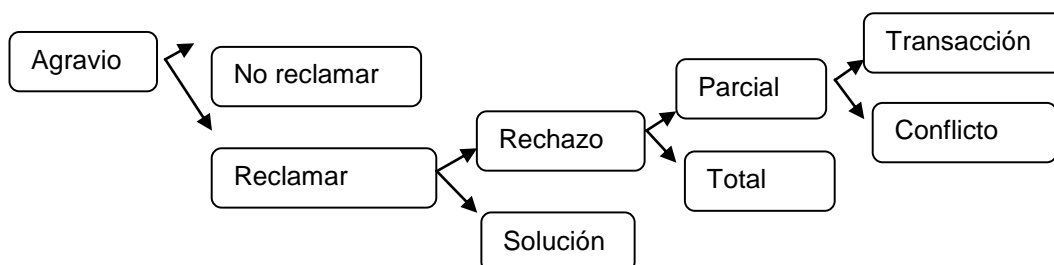 Agravio
No reclamar
Reclamar
Rechazo
Solución
Parcial
Total
Transacción
Conflicto